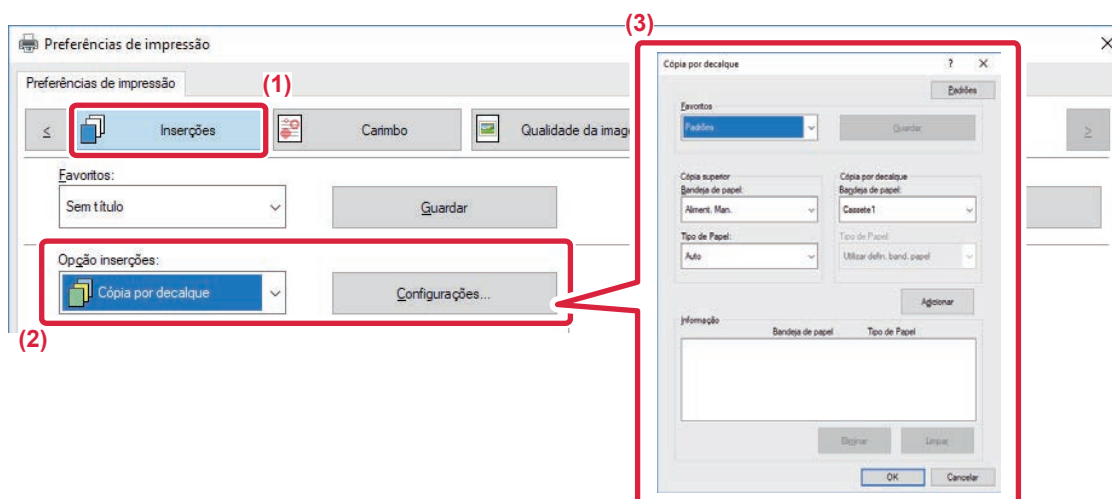 (3)
Preferências de impressão
Preferências de impressão
(1)
<
Inserções
Carimbo
Qualidade da imag
>
Favoritos:
Sem título
Guardar
Opção inserções:
Cópia por decalque
Configurações...
(2)
Cópia por decalque
?
Padrões
Favoritos
Padrões
Guardar
Cópia superior
Bandeja de papel:
Aliment. Man.
Tipo de Papel:
Auto
Cópia por decalque
Bandeja de papel:
Cassete1
Tipo de Papel:
Utilizar defin. band. papel
Adicionar
Informação
Bandeja de papel Tipo de Papel
Eliminar
Limpar
OK
Cancelar